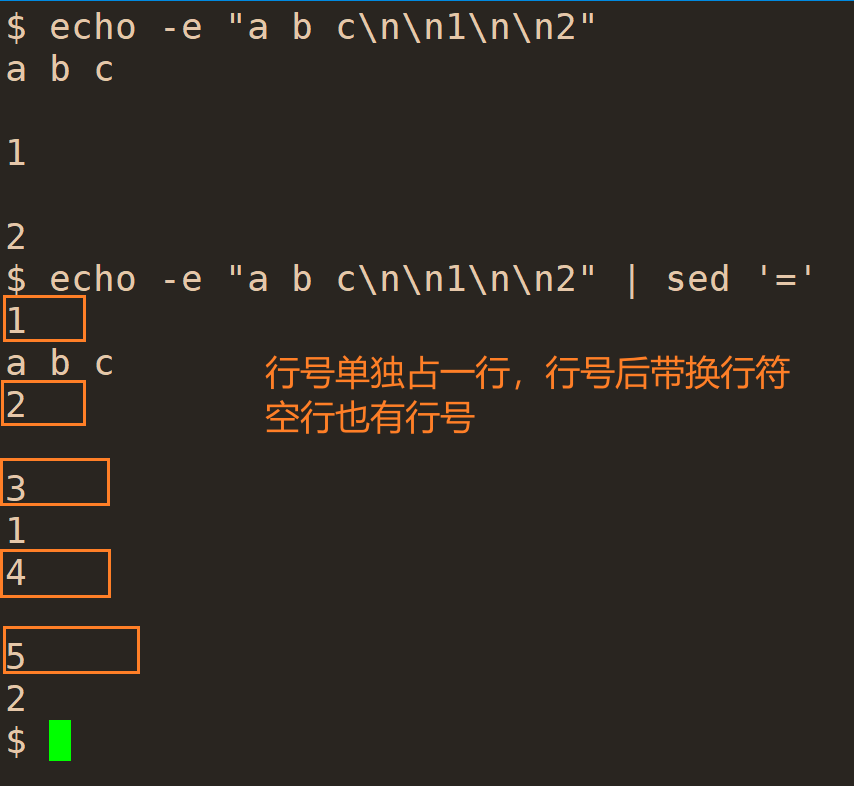 $ echo -e "a b c\n\n1\n\n2"
a b c
1
2
$ echo -e "a b c\n\n1\n\n2" | sed '='
1
a b c
行号单独占一行，行号后带换行符
2
空行也有行号
3
1
4
5
2
$